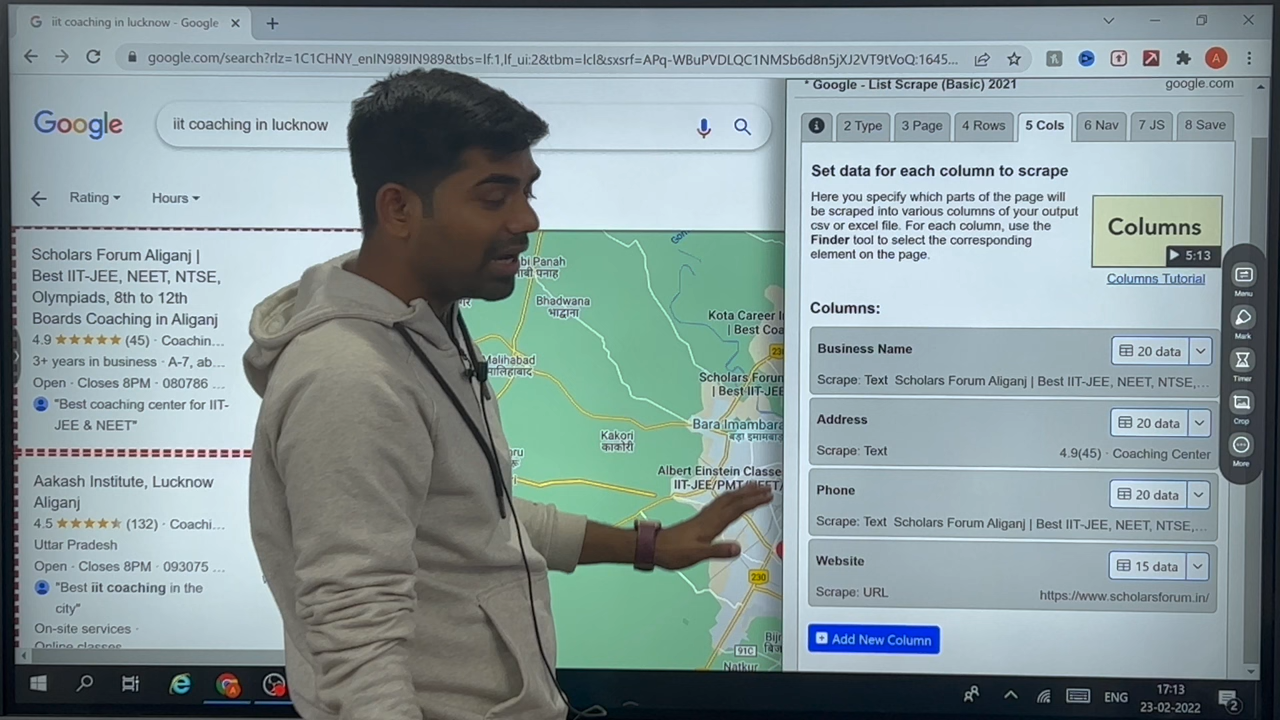 iit coaching in lucknow - Google
google.com/search?rlz=1C1CHNY_enIN989IN989&tbs=lf:1,lf_ui:2&tbm=lcl&sxsrf=APq-WBuPVDLQC1NMSb6d8n5jXJ2VT9tVoQ:1645...
A
Google
iit coaching in lucknow
Rating
Hours
Scholars Forum Aliganj |
Best IIT-JEE, NEET, NTSE,
Olympiads, 8th to 12th
Boards Coaching in Aliganj
4.9 ★★★★★ (45) · Coachin...
3+ years in business · A-7, ab...
Open · Closes 8PM · 080786 ...
"Best coaching center for IIT-
JEE & NEET"
Aakash Institute, Lucknow
Aliganj
4.5 ★★★★★ (132) · Coachi...
Uttar Pradesh
Open · Closes 8PM · 093075 ...
"Best iit coaching in the
city"
On-site services ·
Online classes
Panah
पनाह
Bhadwana
भाद्वाना
Malihabad
मलिहाबाद
Kakori
काकोरी
Kota Career I
| Best Coa
230
Scholars Forun
| Best IIT-JEE
Bara Imambara
बड़ा इमामबाड़
Albert Einstein Classe
IIT-JEE/PMT/NEET/
230
91C
Natkur
* Google - List Scrape (Basic) 2021
google.com
2 Type
3 Page
4 Rows
5 Cols
6 Nav
7 JS
8 Save
Set data for each column to scrape
Here you specify which parts of the page will
be scraped into various columns of your output
csv or excel file. For each column, use the
Finder tool to select the corresponding
element on the page.
Columns
5:13
Columns Tutorial
Columns:
Business Name
20 data
Scrape: Text Scholars Forum Aliganj | Best IIT-JEE, NEET, NTSE,...
Address
20 data
Scrape: Text 4.9(45) · Coaching Center
Phone
20 data
Scrape: Text Scholars Forum Aliganj | Best IIT-JEE, NEET, NTSE,...
Website
15 data
Scrape: URL https://www.scholarsforum.in/
Add New Column
Menu
Mark
Timer
Crop
More
ENG
17:13
23-02-2022
2